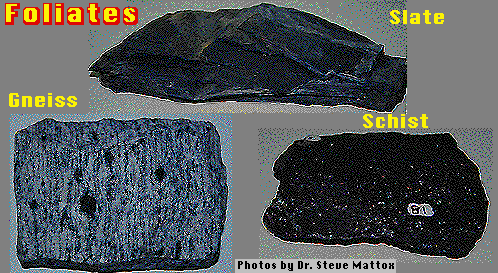 Foliates
Slate
Gneiss
Schist
Photos by Dr. Steve Mattox